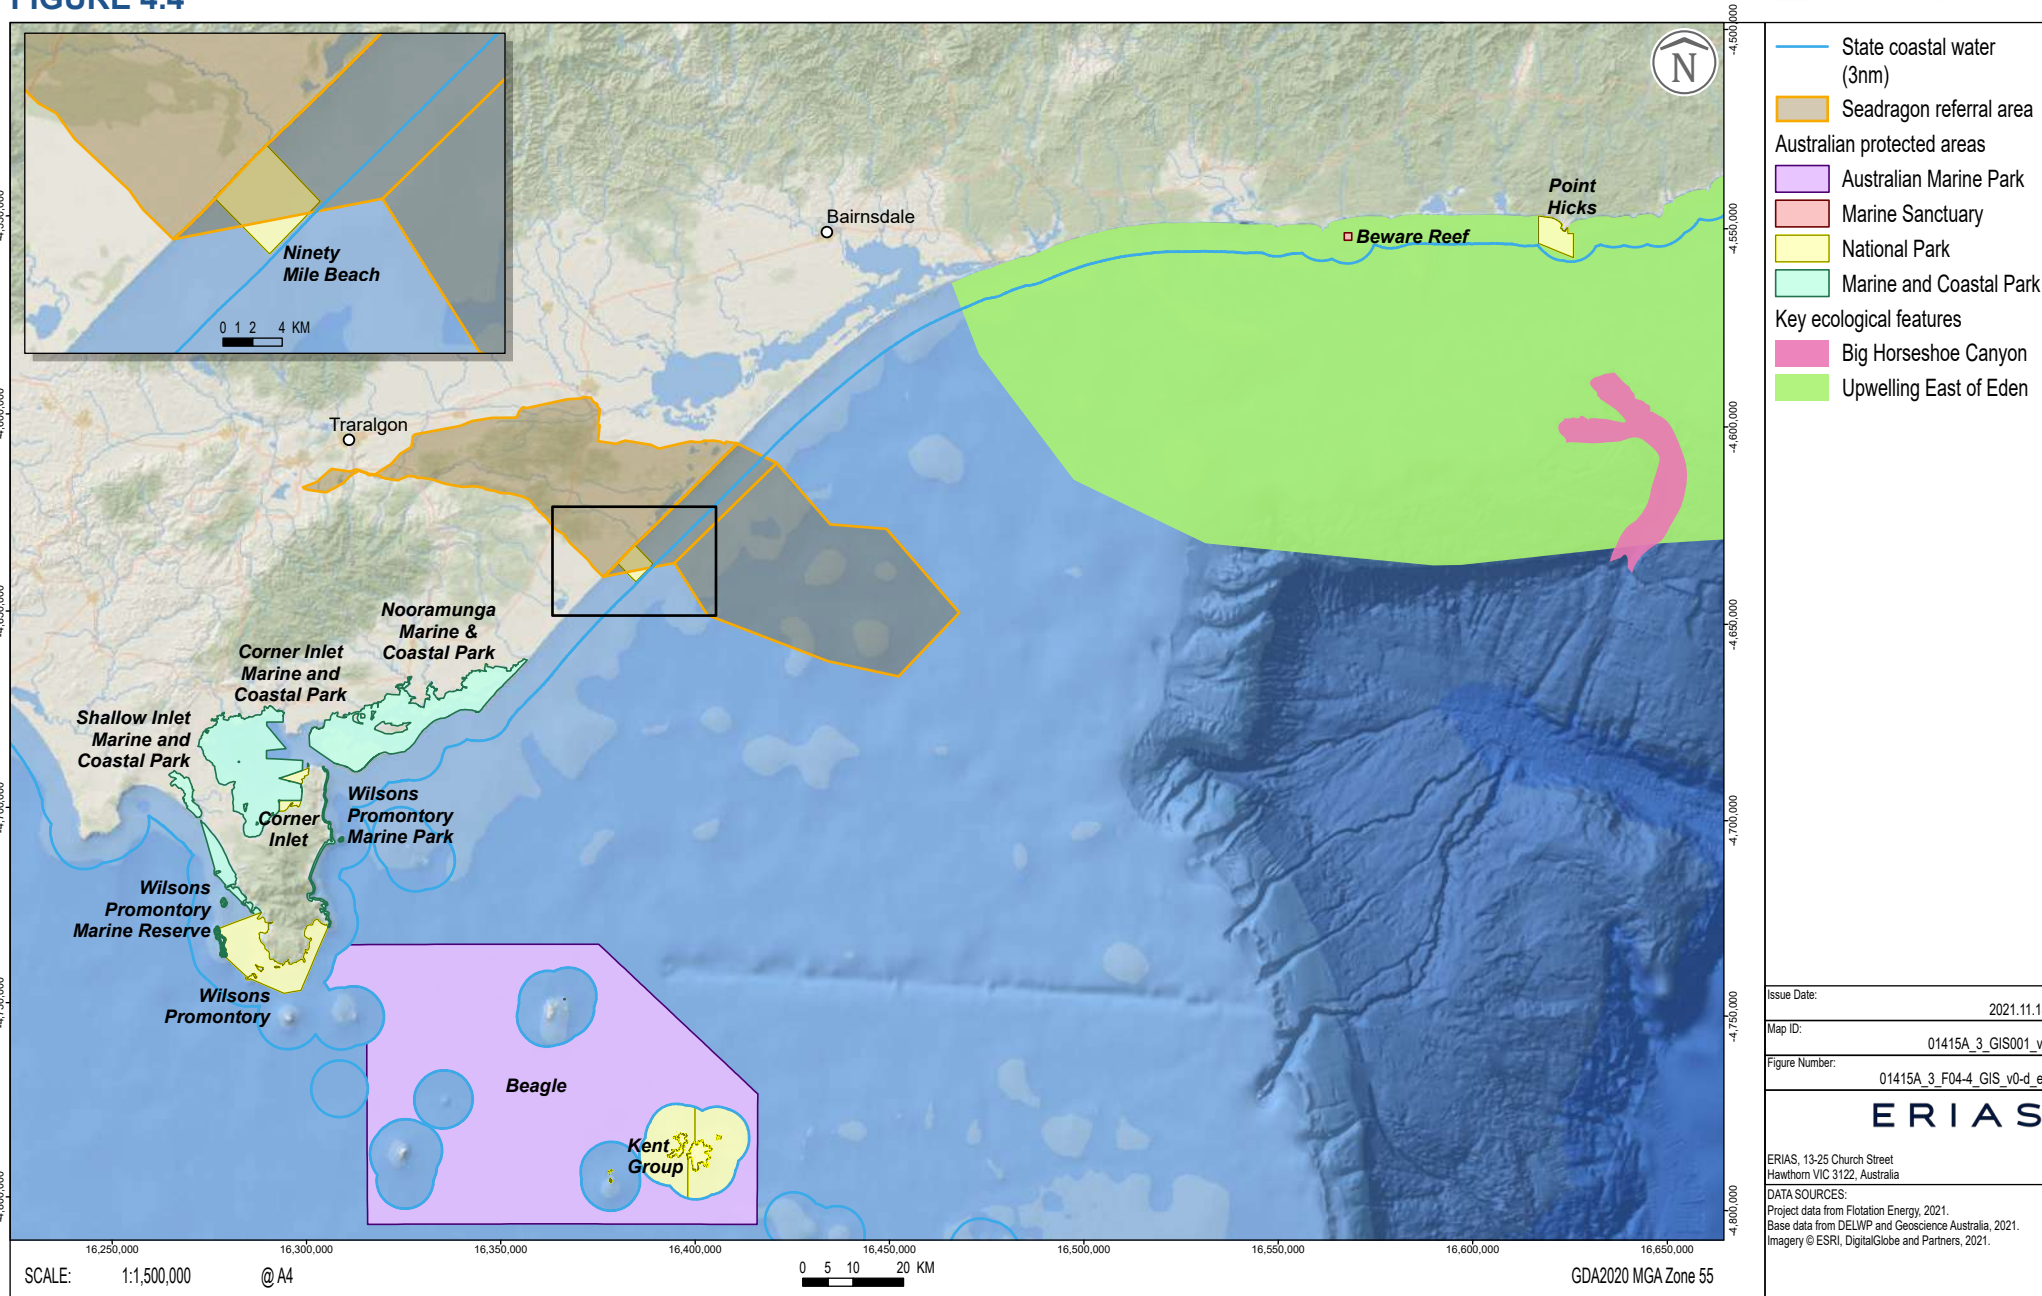 FIGURE 4.4
Ninety
Mile Beach
0 1 2 4 KM
N
Bairnsdale
Point
Hicks
Beware Reef
Traralgon
Nooramunga
Marine &
Coastal Park
Corner Inlet
Marine and
Coastal Park
Shallow Inlet
Marine and
Coastal Park
Wilsons
Promontory
Marine Park
Corner
Inlet
Wilsons
Promontory
Marine Reserve
Wilsons
Promontory
Beagle
Kent
Group
-4,500,000
-4,550,000
-4,600,000
-4,650,000
-4,700,000
-4,750,000
-4,800,000
16,250,000 16,300,000 16,350,000 16,400,000 16,450,000 16,500,000 16,550,000 16,600,000 16,650,000
SCALE: 1:1,500,000 @ A4
0 5 10 20 KM
GDA2020 MGA Zone 55
State coastal water
(3nm)
Seadragon referral area
Australian protected areas
Australian Marine Park
Marine Sanctuary
National Park
Marine and Coastal Park
Key ecological features
Big Horseshoe Canyon
Upwelling East of Eden
Issue Date:
2021.11.1
Map ID:
01415A_3_GIS001_v
Figure Number:
01415A_3_F04-4_GIS_v0-d_e
ERIAS
ERIAS, 13-25 Church Street
Hawthorn VIC 3122, Australia
DATA SOURCES:
Project data from Flotation Energy, 2021.
Base data from DELWP and Geoscience Australia, 2021.
Imagery © ESRI, DigitalGlobe and Partners, 2021.